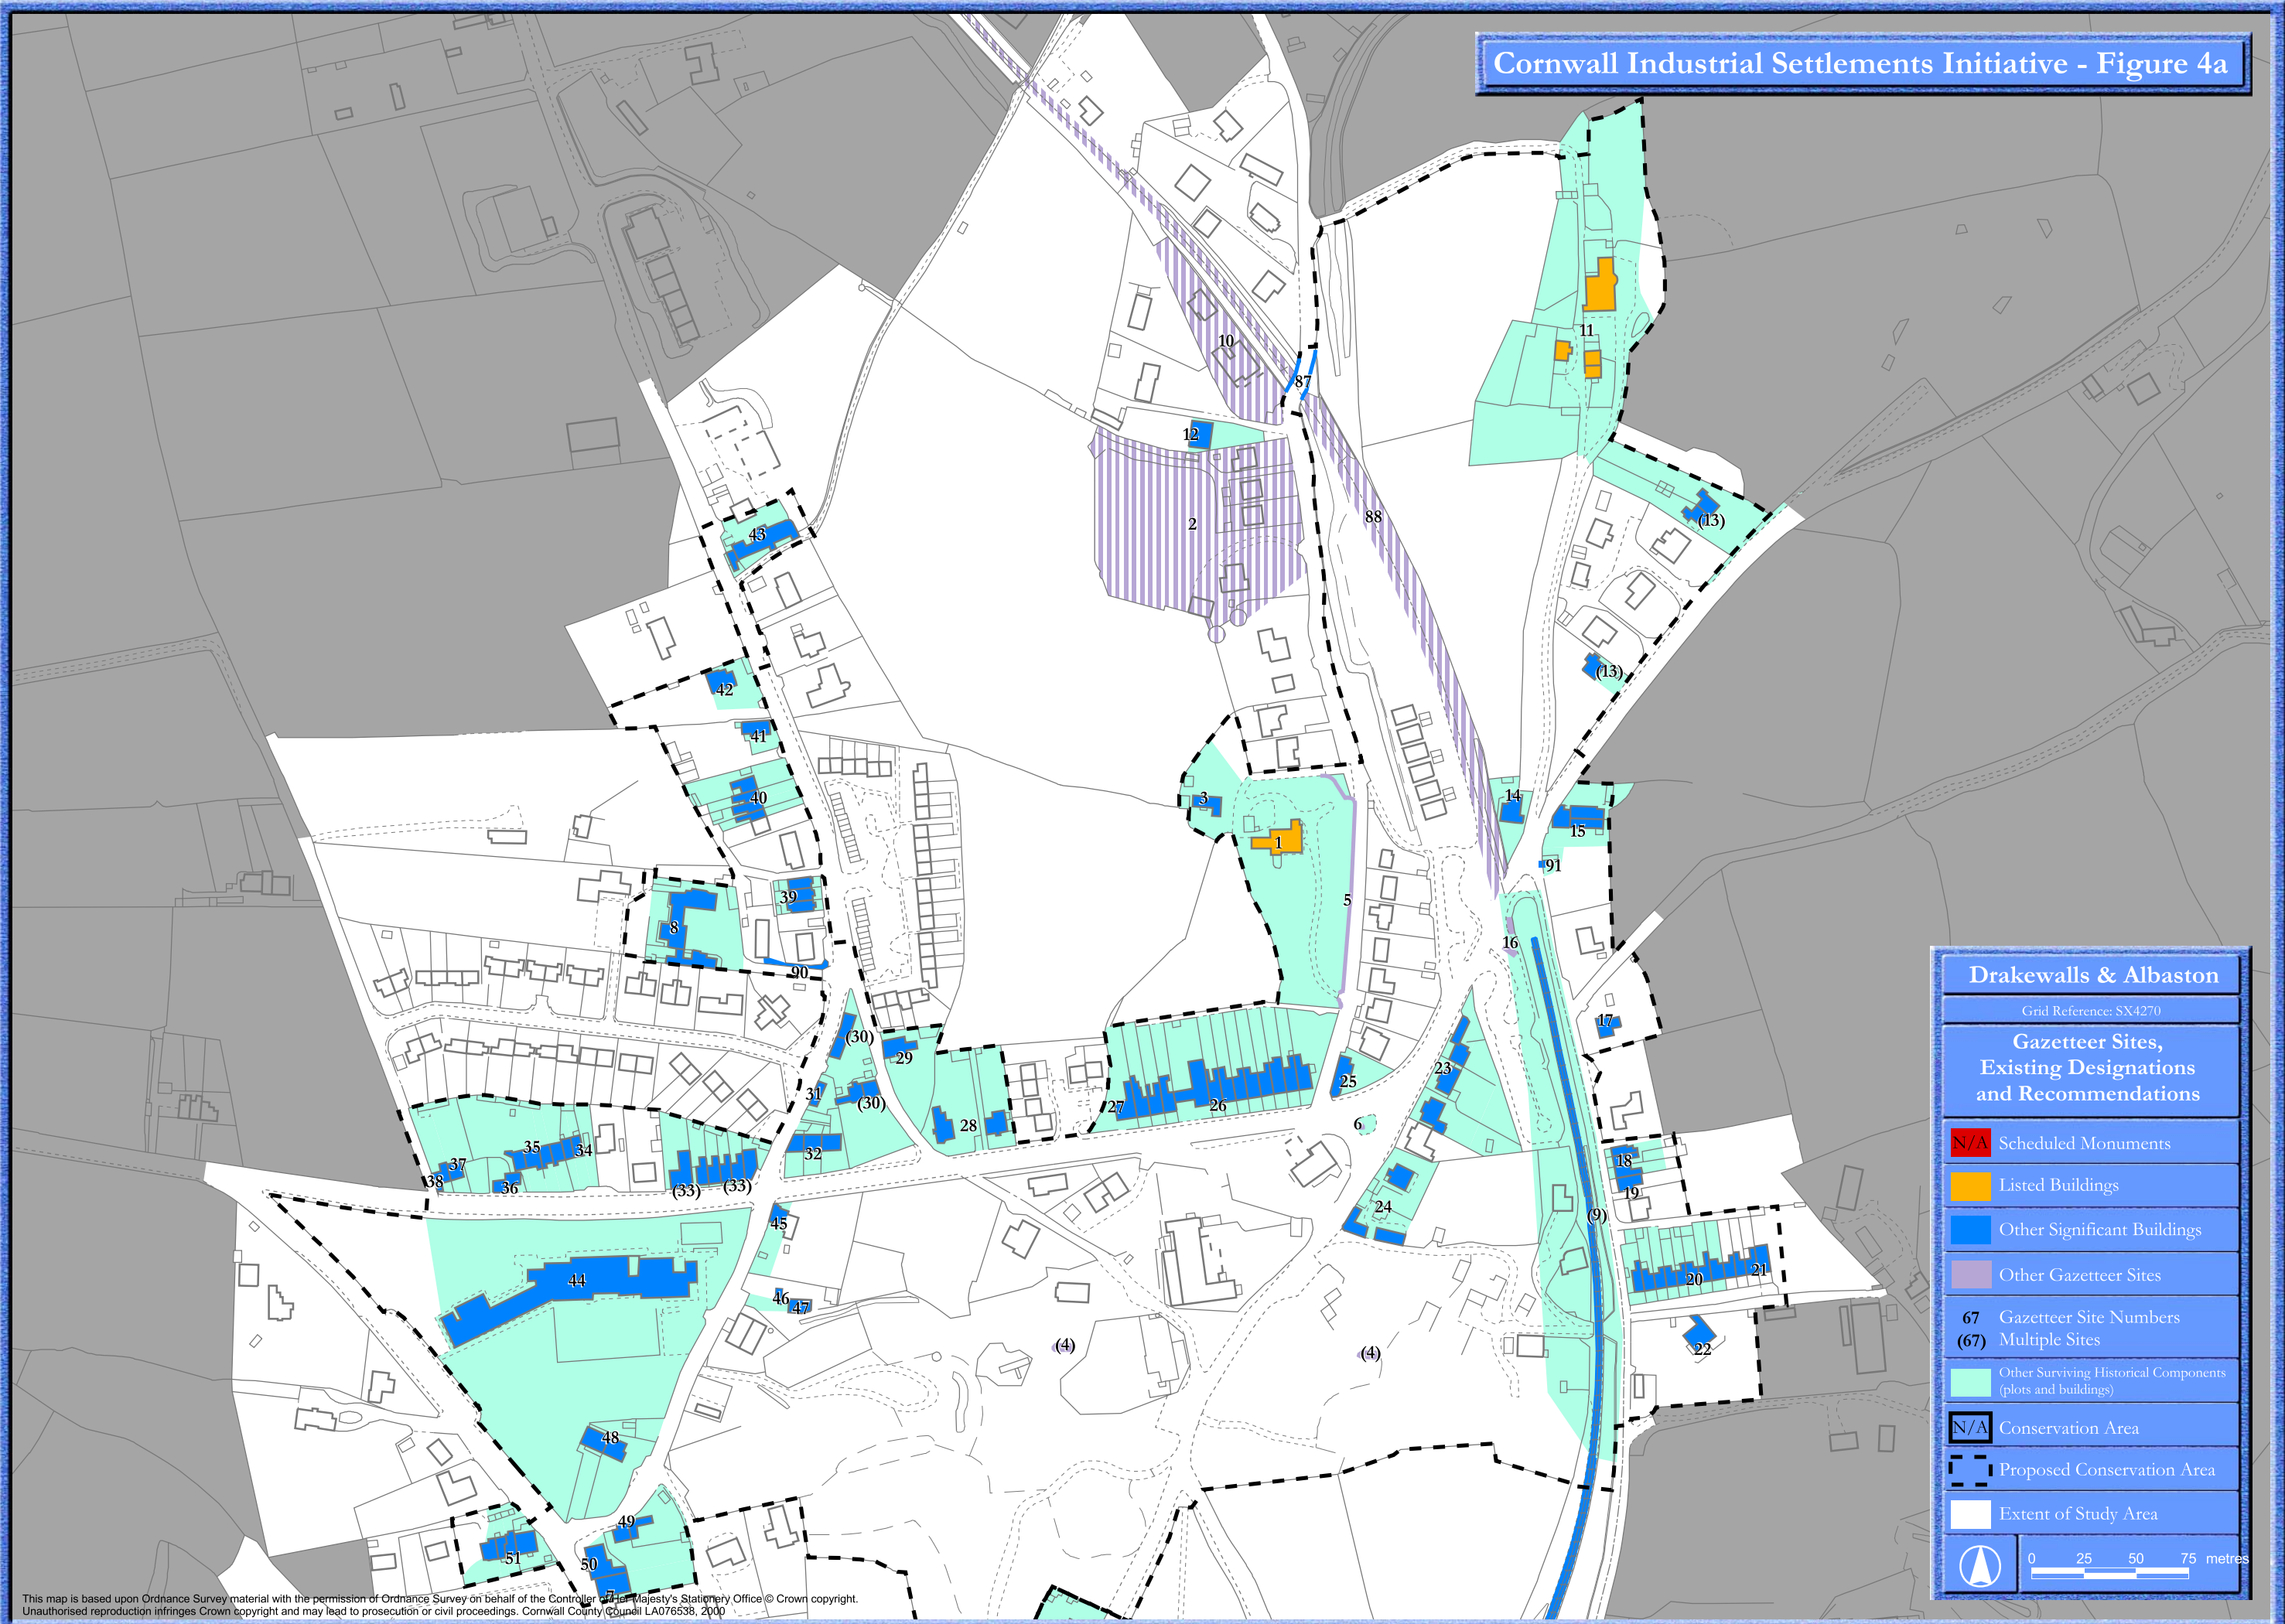 Cornwall Industrial Settlements Initiative - Figure 4a
11
10
87
12
(13)
88
2
43
(13)
42
41
40
3
14
15
1
91
39
5
8
16
90
17
(30)
29
23
25
31
(30)
27
26
6
28
35
34
32
18
37
36
38
(33)
(33)
19
24
(9)
45
44
20
21
46
47
(4)
(4)
22
48
49
51
50
7
Drakewalls & Albaston
Grid Reference: SX4270
Gazetteer Sites,
Existing Designations
and Recommendations
N/A Scheduled Monuments
Listed Buildings
Other Significant Buildings
Other Gazetteer Sites
67 Gazetteer Site Numbers
(67) Multiple Sites
Other Surviving Historical Components
(plots and buildings)
N/A Conservation Area
Proposed Conservation Area
Extent of Study Area
0 25 50 75 metres
This map is based upon Ordnance Survey material with the permission of Ordnance Survey on behalf of the Controller of Her Majesty's Stationery Office © Crown copyright.
Unauthorised reproduction infringes Crown copyright and may lead to prosecution or civil proceedings. Cornwall County Council LA076538, 2000